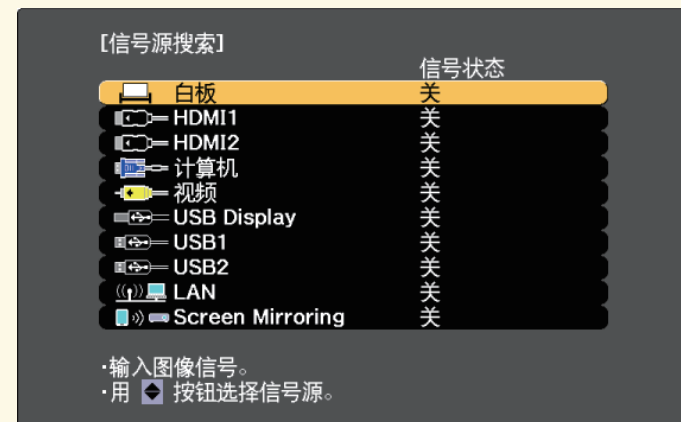 [信号源搜索]
信号状态
白板 关
HDMI1 关
HDMI2 关
计算机 关
视频 关
USB Display 关
USB1 关
USB2 关
LAN 关
Screen Mirroring 关
·输入图像信号。
·用 按钮选择信号源。